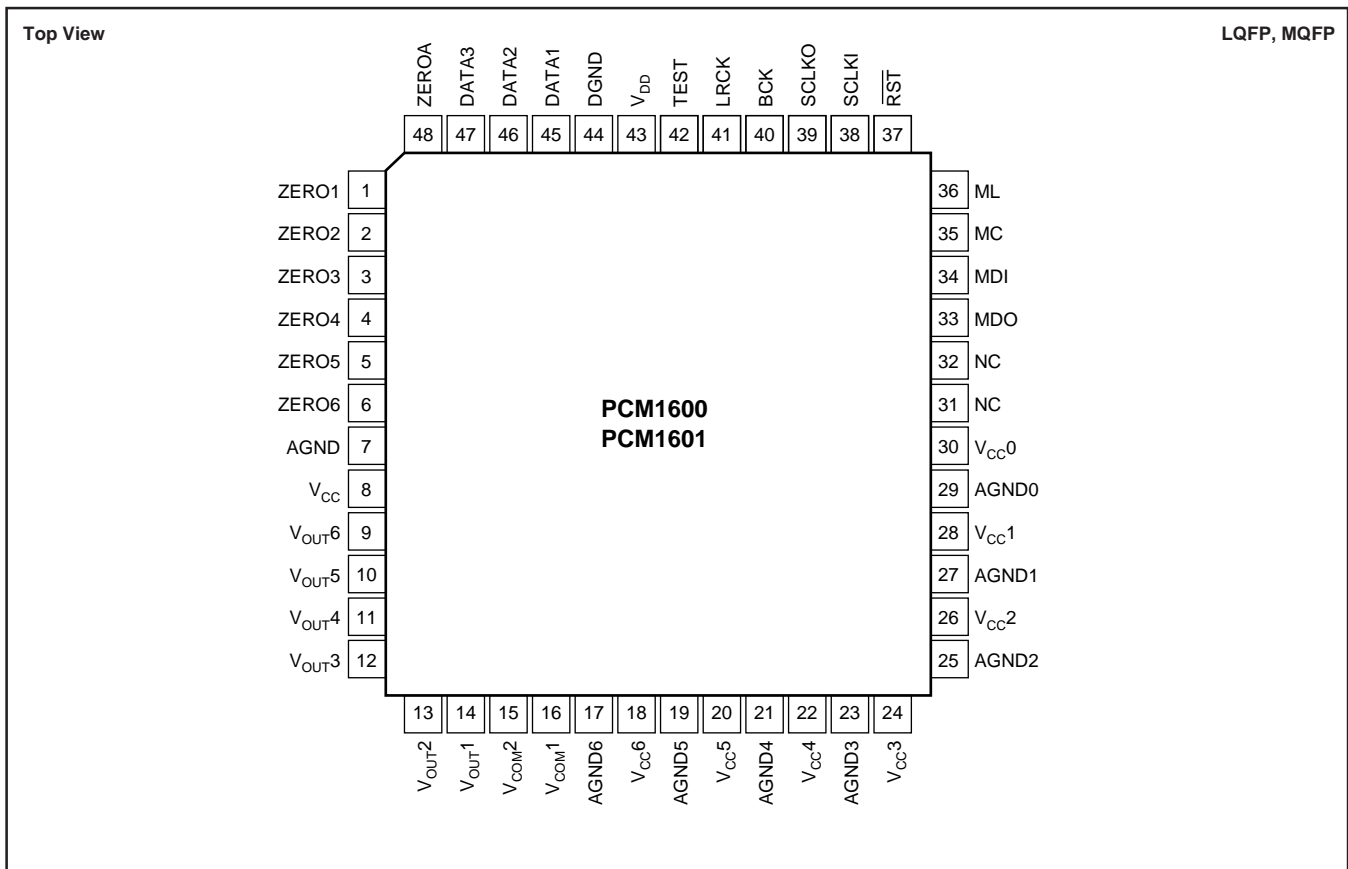 Top View
LQFP, MQFP
ZEROA
DATA3
DATA2
DATA1
DGND
VDD
TEST
LRCK
BCK
SCLKO
SCLKI
RST
48 47 46 45 44 43 42 41 40 39 38 37
ZERO1 1
ZERO2 2
ZERO3 3
ZERO4 4
ZERO5 5
ZERO6 6
AGND 7
VCC 8
VOUT6 9
VOUT5 10
VOUT4 11
VOUT3 12
PCM1600
PCM1601
36 ML
35 MC
34 MDI
33 MDO
32 NC
31 NC
30 VCC0
29 AGND0
28 VCC1
27 AGND1
26 VCC2
25 AGND2
13 14 15 16 17 18 19 20 21 22 23 24
VOUT2
VOUT1
VCOM2
VCOM1
AGND6
VCC6
AGND5
VCC5
AGND4
VCC4
AGND3
VCC3